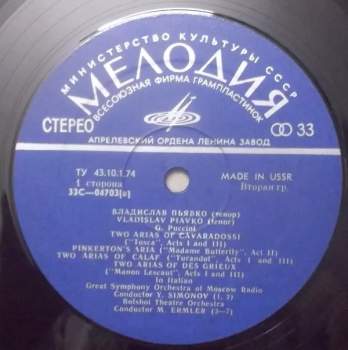 МИНИСТЕРСТВО КУЛЬТУРЫ СССР
МЕЛОДИЯ
ВСЕСОЮЗНАЯ ФИРМА ГРАМПЛАСТИНОК
СТЕРЕО
33
АПРЕЛЕВСКИЙ ОРДЕНА ЛЕНИНА ЗАВОД
ТУ 43.10.1.74
MADE IN USSR
1 сторона
Вторая гр.
33С—04703(а)
ВЛАДИСЛАВ ПЬЯВКО (тенор)
VLADISLAV PIAVKO (tenor)
G. Puccini
TWO ARIAS OF CAVARADOSSI
("Tosca", Acts I and III)
PINKERTON'S ARIA ("Madame Butterfly", Act II)
TWO ARIAS OF CALAF ("Turandot", Acts I and III)
TWO ARIAS OF DES GRIEUX
("Manon Lescaut", Acts I and III)
In Italian
Great Symphony Orchestra of Moscow Radio
Conductor Y. SIMONOV (1, 2)
Bolshoi Theatre Orchestra
Conductor M. ERMLER (3—7)